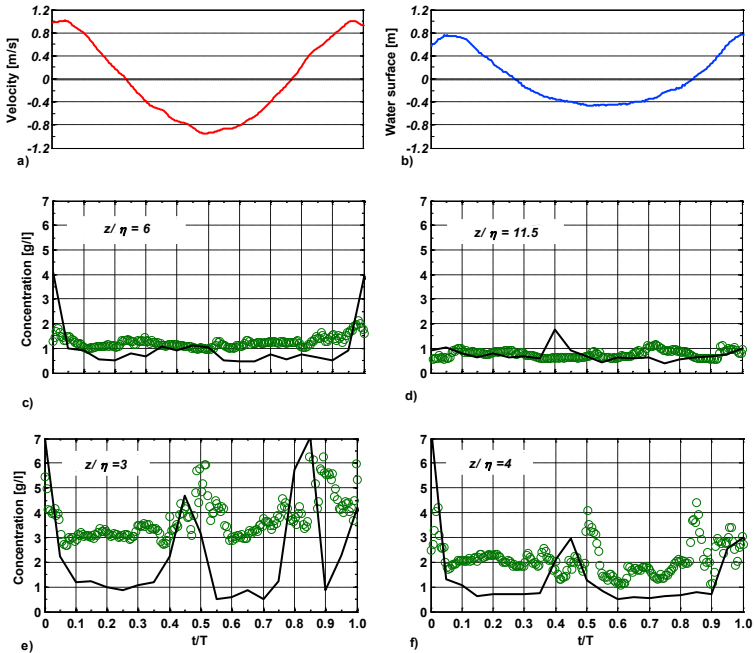 1.2 0.8 0.4 0 -0.4 -0.8 -1.2
Velocity [m/s]
a)
1.2 0.8 0.4 0 -0.4 -0.8 -1.2
Water surface [m]
b)
7 6 5 4 3 2 1 0
Concentration [g/l]
z/ η = 6
c)
7 6 5 4 3 2 1 0
z/ η = 11.5
d)
7 6 5 4 3 2 1 0
Concentration [g/l]
z/ η =3
0 0.1 0.2 0.3 0.4 0.5 0.6 0.7 0.8 0.9 1.0
e)
t/T
7 6 5 4 3 2 1 0
z/ η =4
0 0.1 0.2 0.3 0.4 0.5 0.6 0.7 0.8 0.9 1.0
f)
t/T